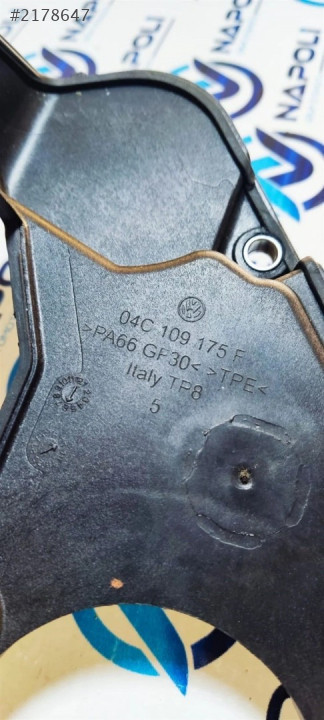 #2178647
NAPOLI
NAPOLI
04C 109 175 F
>PA66 GF30< >TPE<
Italy TP8
5